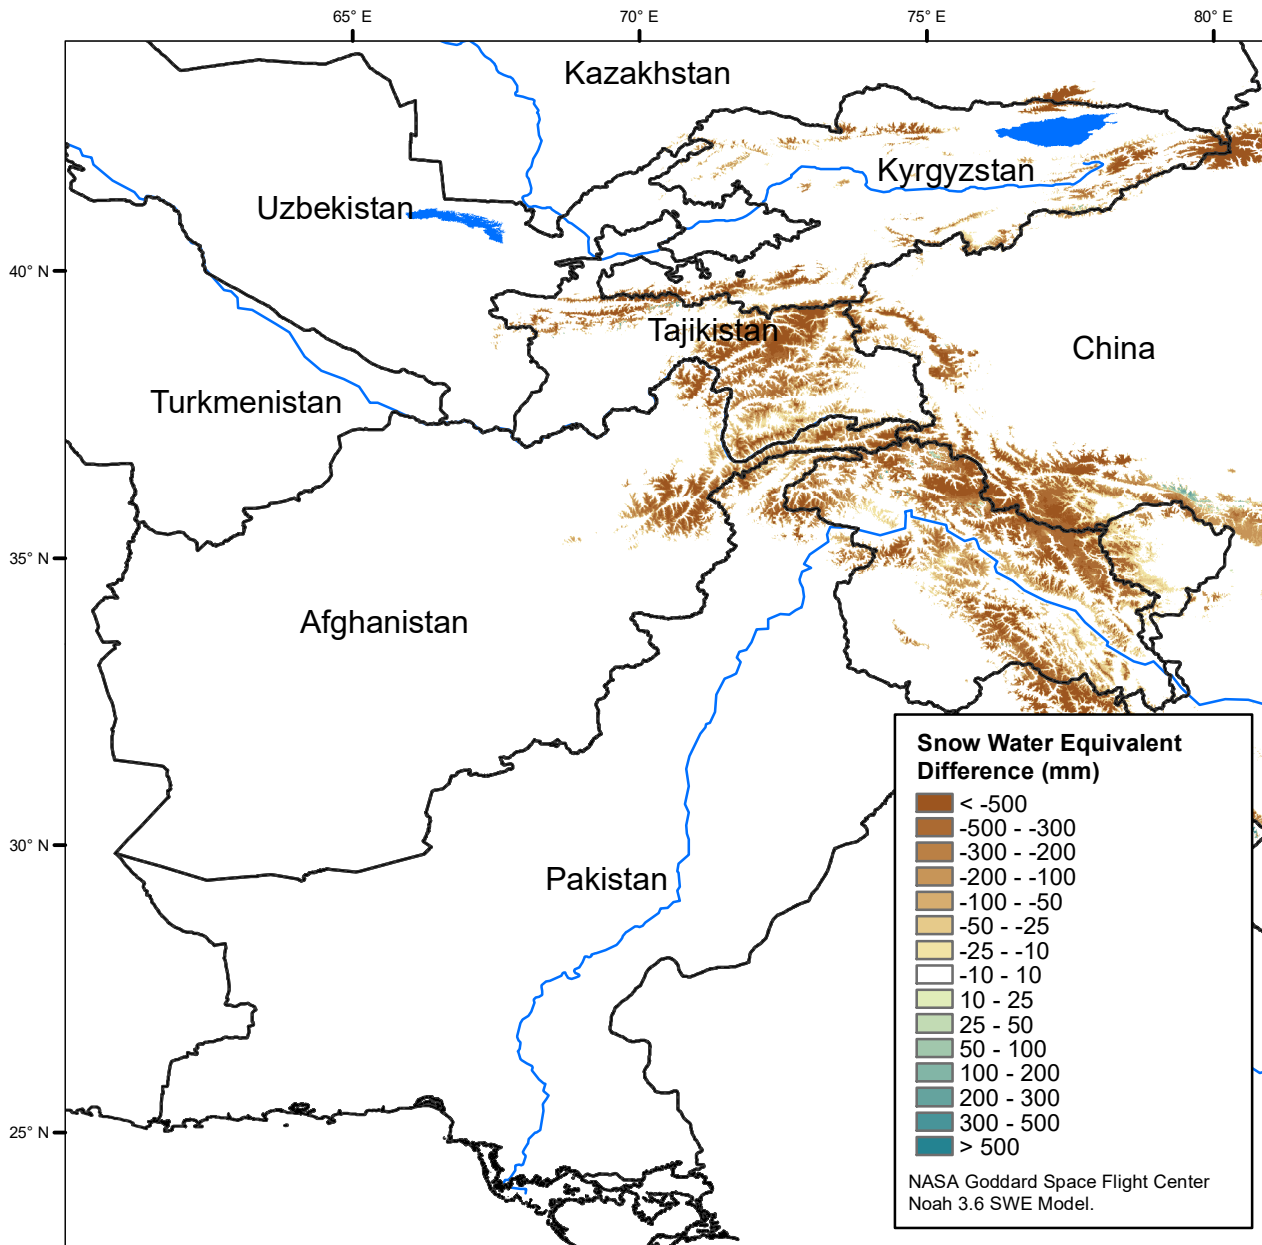 65° E
70° E
75° E
80° E
Kazakhstan
Kyrgyzstan
Uzbekistan
40° N
Tajikistan
China
Turkmenistan
35° N
Afghanistan
Snow Water Equivalent
Difference (mm)
< -500
-500 - -300
-300 - -200
-200 - -100
-100 - -50
-50 - -25
-25 - -10
-10 - 10
10 - 25
25 - 50
50 - 100
100 - 200
200 - 300
300 - 500
> 500
30° N
Pakistan
25° N
NASA Goddard Space Flight Center
Noah 3.6 SWE Model.